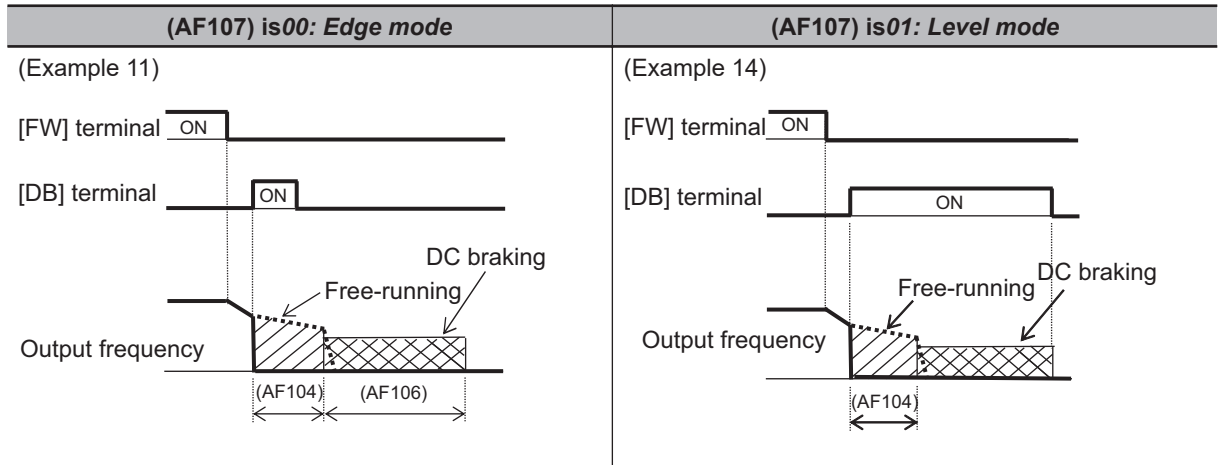 (AF107) is00: Edge mode
(Example 11)
[FW] terminal ON
[DB] terminal
ON
DC braking
Free-running
Output frequency
(AF104)
(AF106)
(AF107) is01: Level mode
(Example 14)
[FW] terminal ON
[DB] terminal
ON
DC braking
Free-running
Output frequency
(AF104)